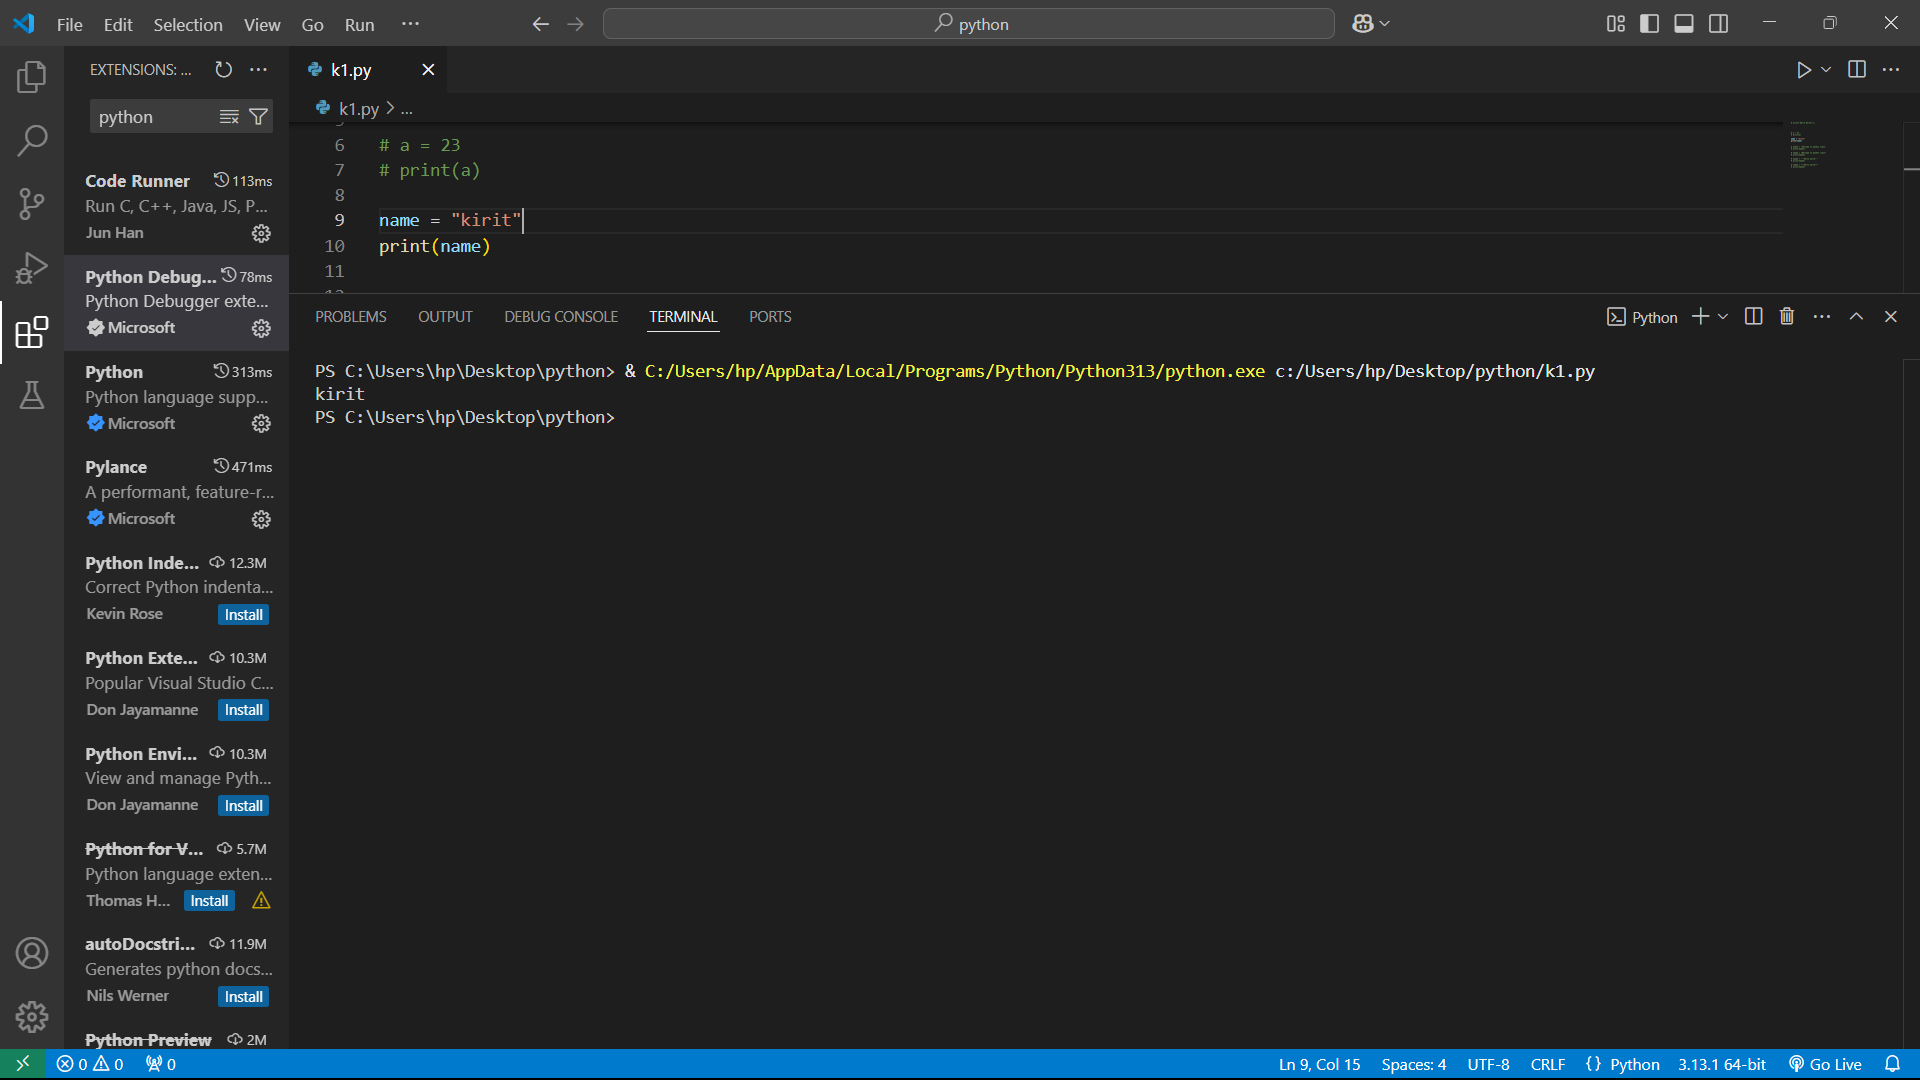 File Edit Selection View Go Run ··· python
EXTENSIONS: ...
python
Code Runner 113ms
Run C, C++, Java, JS, P...
Jun Han
Python Debug... 78ms
Python Debugger exte...
Microsoft
Python 313ms
Python language supp...
Microsoft
Pylance 471ms
A performant, feature-r...
Microsoft
Python Inde... 12.3M
Correct Python indenta...
Kevin Rose Install
Python Exte... 10.3M
Popular Visual Studio C...
Don Jayamanne Install
Python Envi... 10.3M
View and manage Pyth...
Don Jayamanne Install
Python for V... 5.7M
Python language exten...
Thomas H... Install
autoDocstri... 11.9M
Generates python docs...
Nils Werner Install
Python Preview 2M
k1.py
k1.py > ...
6 # a = 23
7 # print(a)
8
9 name = "kirit"
10 print(name)
11
PROBLEMS OUTPUT DEBUG CONSOLE TERMINAL PORTS Python
PS C:\Users\hp\Desktop\python> & C:/Users/hp/AppData/Local/Programs/Python/Python313/python.exe c:/Users/hp/Desktop/python/k1.py
kirit
PS C:\Users\hp\Desktop\python>
0 0 0 Ln 9, Col 15 Spaces: 4 UTF-8 CRLF {} Python 3.13.1 64-bit Go Live